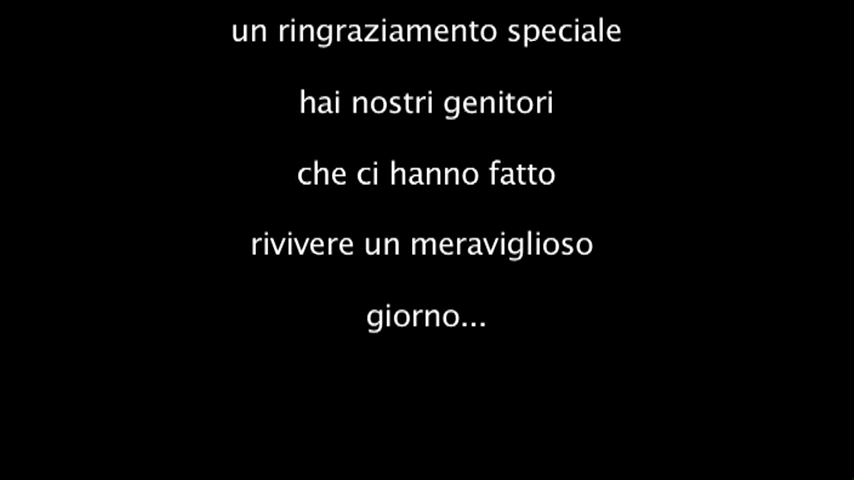 un ringraziamento speciale
hai nostri genitori
che ci hanno fatto
rivivere un meraviglioso
giorno...